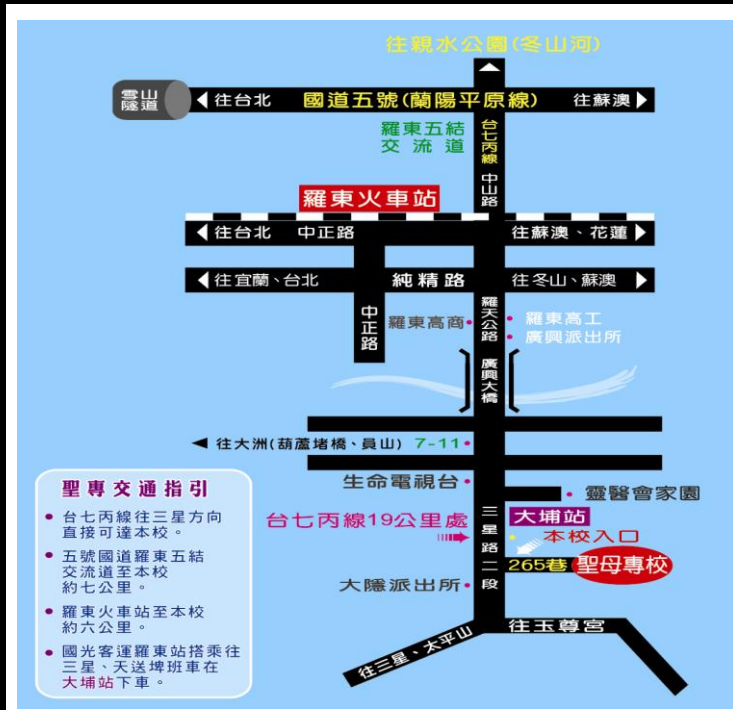 往親水公園(冬山河)
雪山
隧道
往台北 國道五號(蘭陽平原線) 往蘇澳
羅東五結
交流道
台七丙線
中山路
羅東火車站
往台北 中正路 往蘇澳、花蓮
往宜蘭、台北 純精路 往冬山、蘇澳
中正路
羅天公路
羅東高商
羅東高工
廣興派出所
廣興大橋
往大洲(葫蘆堵橋、員山) 7-11
生命電視台
靈醫會家園
三星路二段
台七丙線19公里處
大埔站
本校入口
265巷 聖母專校
大隱派出所
往玉尊宮
往三星、太平山
聖專交通指引
台七丙線往三星方向
直接可達本校。
五號國道羅東五結
交流道至本校
約七公里。
羅東火車站至本校
約六公里。
國光客運羅東站搭乘往
三星、天送埤班車在
大埔站下車。